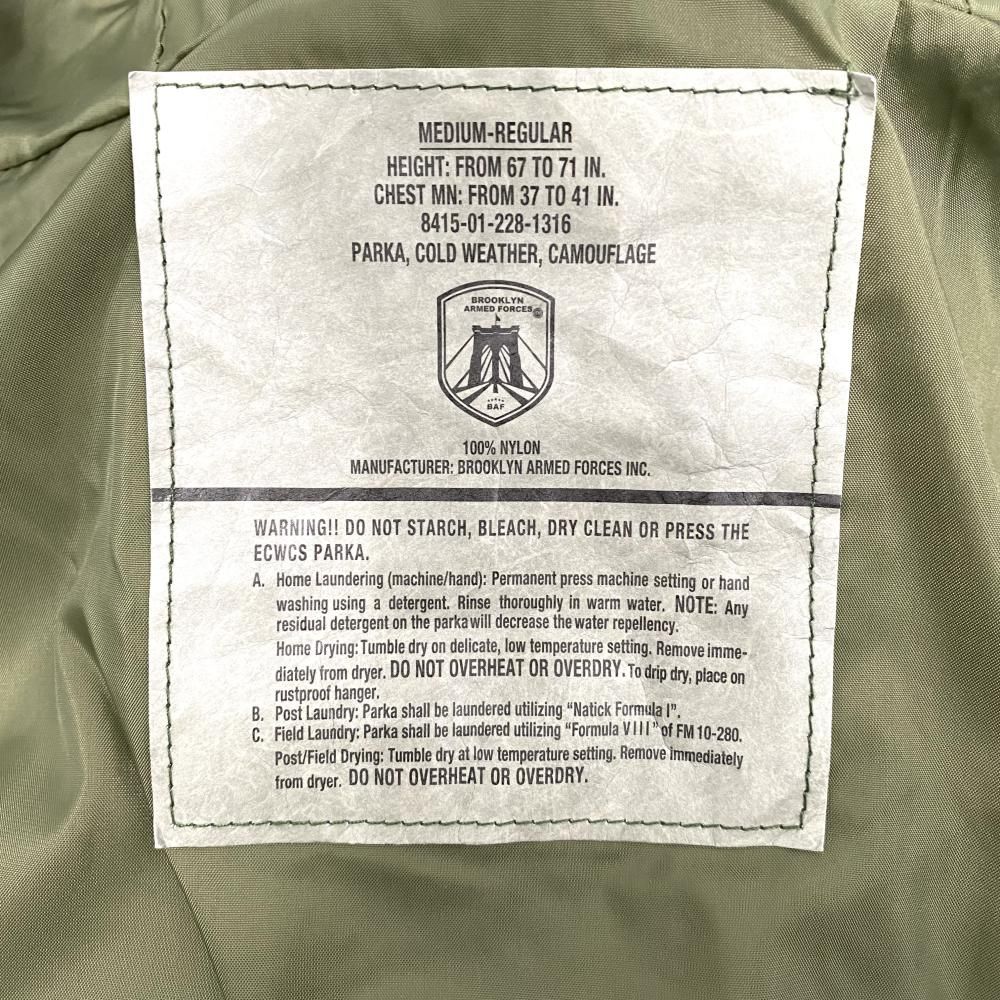 MEDIUM-REGULAR
HEIGHT: FROM 67 TO 71 IN.
CHEST MN: FROM 37 TO 41 IN.
8415-01-228-1316
PARKA, COLD WEATHER, CAMOUFLAGE
BROOKLYN
ARMED FORCES
BAF
100% NYLON
MANUFACTURER: BROOKLYN ARMED FORCES INC.
WARNING!! DO NOT STARCH, BLEACH, DRY CLEAN OR PRESS THE
ECWCS PARKA.
A. Home Laundering (machine/hand): Permanent press machine setting or hand
washing using a detergent. Rinse thoroughly in warm water. NOTE: Any
residual detergent on the parka will decrease the water repellency.
Home Drying: Tumble dry on delicate, low temperature setting. Remove imme-
diately from dryer. DO NOT OVERHEAT OR OVERDRY. To drip dry, place on
rustproof hanger.
B. Post Laundry: Parka shall be laundered utilizing “Natick Formula I”.
C. Field Laundry: Parka shall be laundered utilizing “Formula VIII” of FM 10-280.
Post/Field Drying: Tumble dry at low temperature setting. Remove immediately
from dryer. DO NOT OVERHEAT OR OVERDRY.